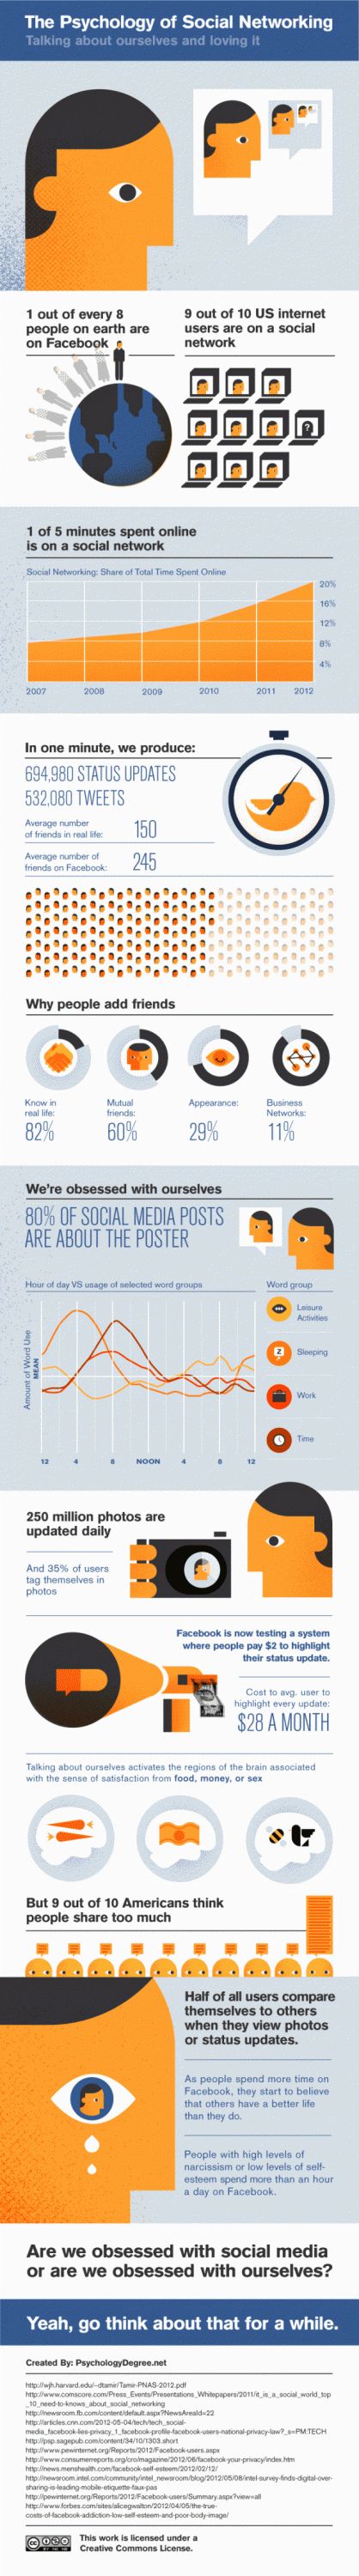 The Psychology of Social Networking
Talking about ourselves and loving it
1 out of every 8
people on earth are
on Facebook
9 out of 10 US internet
users are on a social
network
?
1 of 5 minutes spent online
is on a social network
Social Networking: Share of Total Time Spent Online
20%
16%
12%
8%
4%
2007 2008 2009 2010 2011 2012
In one minute, we produce:
694,980 STATUS UPDATES
532,080 TWEETS
Average number
of friends in real life:
150
Average number of
friends on Facebook:
245
Why people add friends
Know in
real life:
82%
Mutual
friends:
60%
Appearance:
29%
Business
Networks:
11%
We're obsessed with ourselves
80% OF SOCIAL MEDIA POSTS
ARE ABOUT THE POSTER
Hour of day VS usage of selected word groups
Word group
Amount of Word Use
MEAN
Leisure
Activities
Z
Sleeping
Work
Time
12 4 8 NOON 4 8 12
250 million photos are
updated daily
And 35% of users
tag themselves in
photos
Facebook is now testing a system
where people pay $2 to highlight
their status update.
Cost to avg. user to
highlight every update:
$28 A MONTH
Talking about ourselves activates the regions of the brain associated
with the sense of satisfaction from food, money, or sex
But 9 out of 10 Americans think
people share too much
Half of all users compare
themselves to others
when they view photos
or status updates.
As people spend more time on
Facebook, they start to believe
that others have a better life
than they do.
People with high levels of
narcissism or low levels of self-
esteem spend more than an hour
a day on Facebook.
Are we obsessed with social media
or are we obsessed with ourselves?
Yeah, go think about that for a while.
Created By: PsychologyDegree.net
http://wjh.harvard.edu/~dtamir/Tamir-PNAS-2012.pdf
http://www.comscore.com/Press_Events/Presentations_Whitepapers/2011/it_is_a_social_world_top
_10_need-to-knows_about_social_networking
http://newsroom.fb.com/content/default.aspx?NewsAreaId=22
http://articles.cnn.com/2012-05-04/tech/tech_social-
media_facebook-lies-privacy_1_facebook-profile-facebook-users-national-privacy-law?_s=PM:TECH
http://psp.sagepub.com/content/34/10/1303.short
http://www.pewinternet.org/Reports/2012/Facebook-users.aspx
http://www.consumerreports.org/cro/magazine/2012/06/facebook-your-privacy/index.htm
http://news.menshealth.com/facebook-self-esteem/2012/02/12/
http://newsroom.intel.com/community/intel_newsroom/blog/2012/05/08/intel-survey-finds-digital-over-
sharing-is-leading-mobile-etiquette-faux-pas
http://pewinternet.org/Reports/2012/Facebook-users/Summary.aspx?view=all
http://www.forbes.com/sites/alicegwalton/2012/04/05/the-true-
costs-of-facebook-addiction-low-self-esteem-and-poor-body-image/
This work is licensed under a
Creative Commons License.